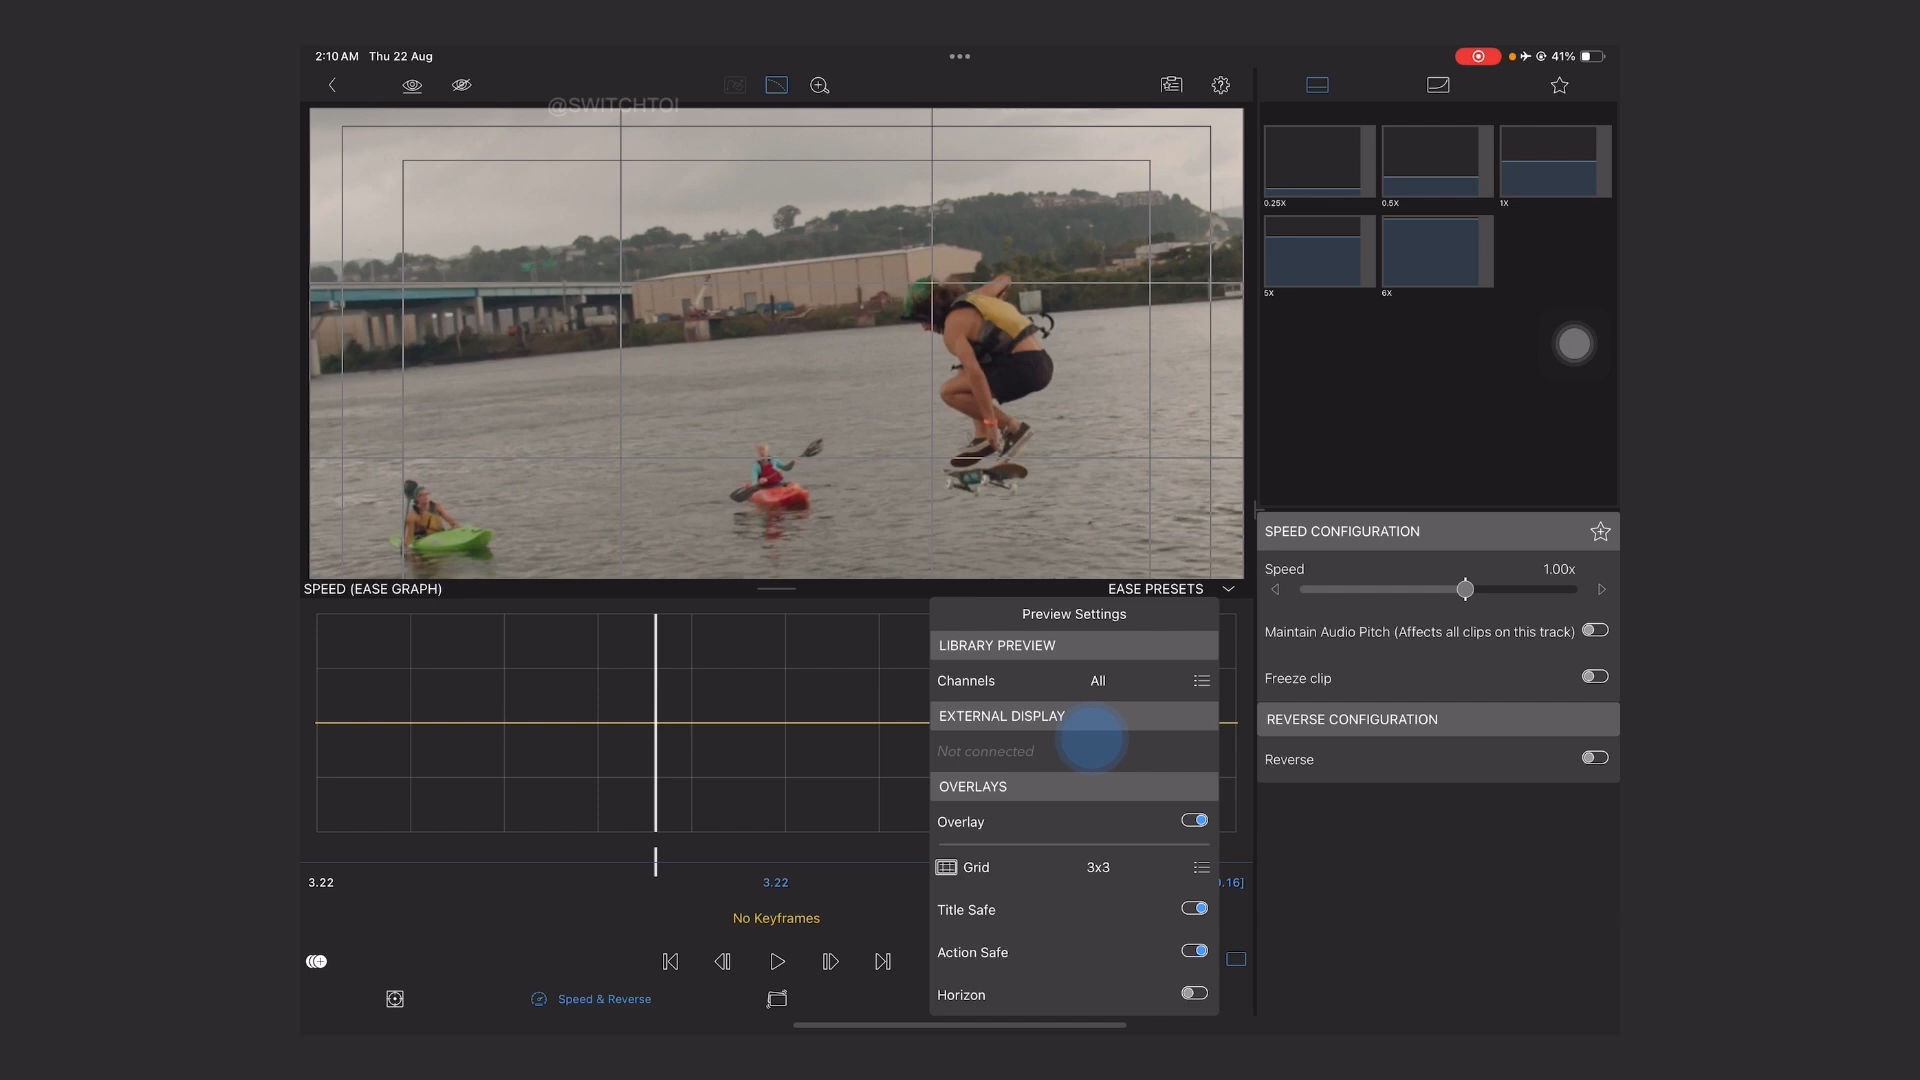 2:10 AM Thu 22 Aug
41%
@SWITCHTOI
0.25X
0.5X
1X
5X
6X
SPEED (EASE GRAPH)
EASE PRESETS
Preview Settings
LIBRARY PREVIEW
Channels All
EXTERNAL DISPLAY
Not connected
OVERLAYS
Overlay
Grid 3x3
Title Safe
Action Safe
Horizon
3.22
3.22
.16]
No Keyframes
Speed & Reverse
SPEED CONFIGURATION
Speed 1.00x
Maintain Audio Pitch (Affects all clips on this track)
Freeze clip
REVERSE CONFIGURATION
Reverse